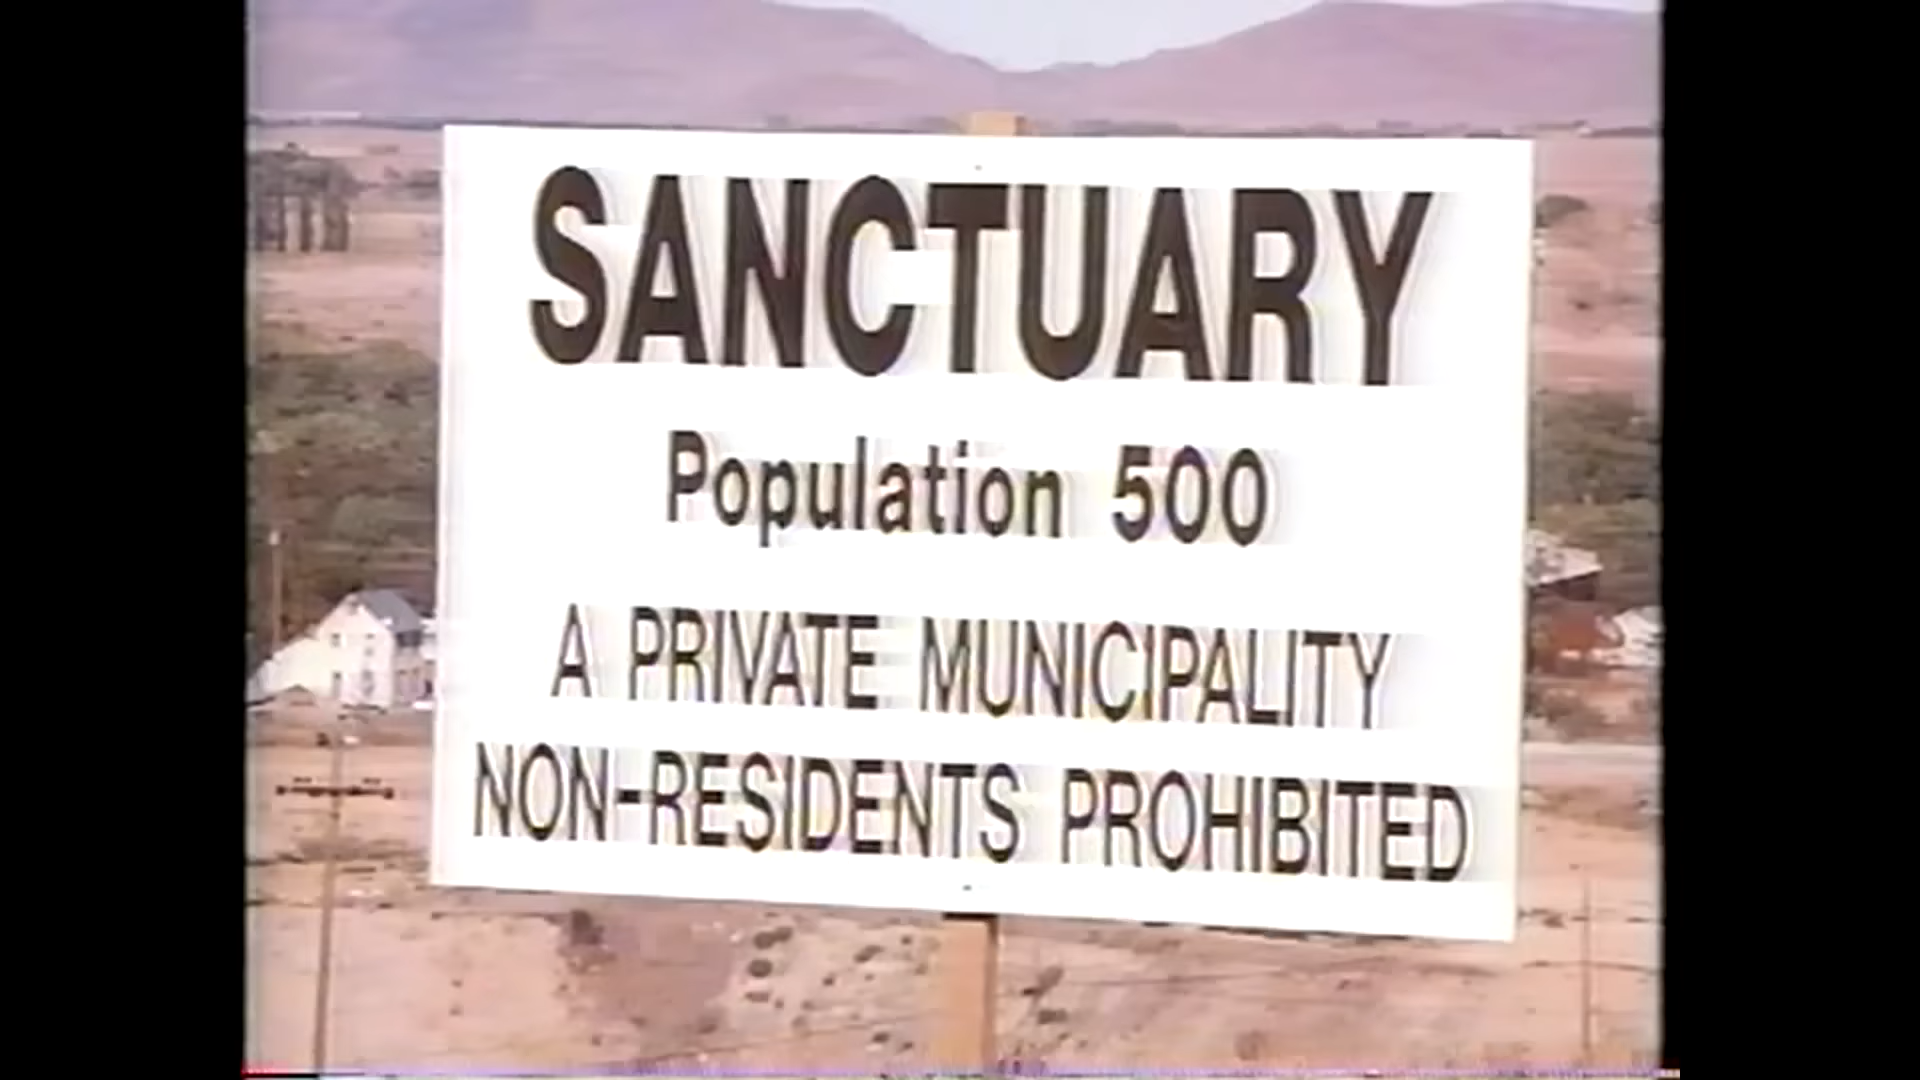 SANCTUARY
Population 500
A PRIVATE MUNICIPALITY
NON-RESIDENTS PROHIBITED